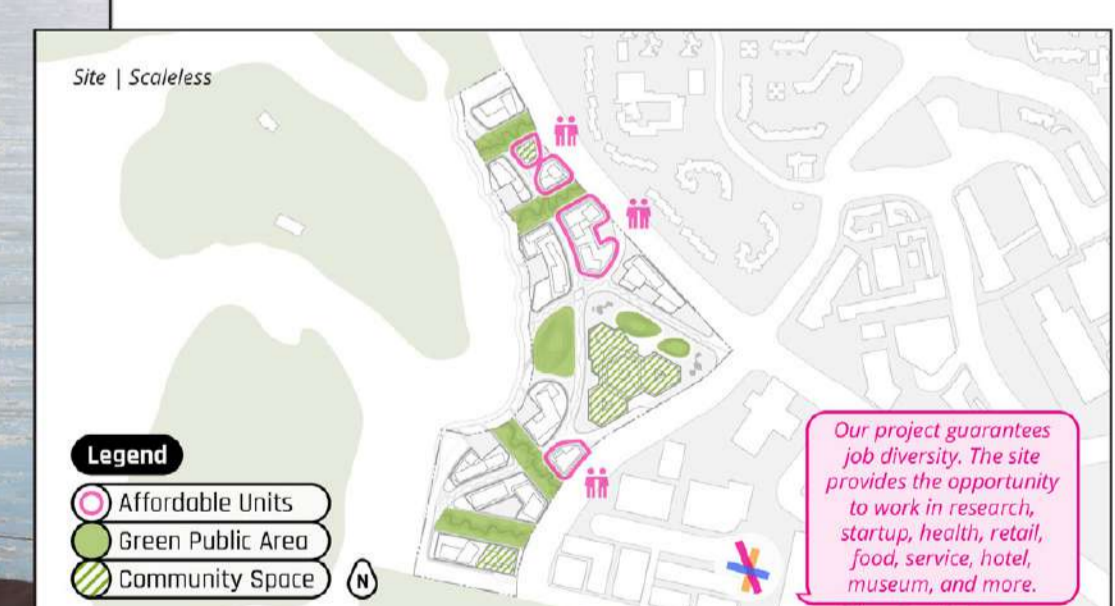 Site | Scaleless
Legend
Affordable Units
Green Public Area
Community Space
N
Our project guarantees
job diversity. The site
provides the opportunity
to work in research,
startup, health, retail,
food, service, hotel,
museum, and more.